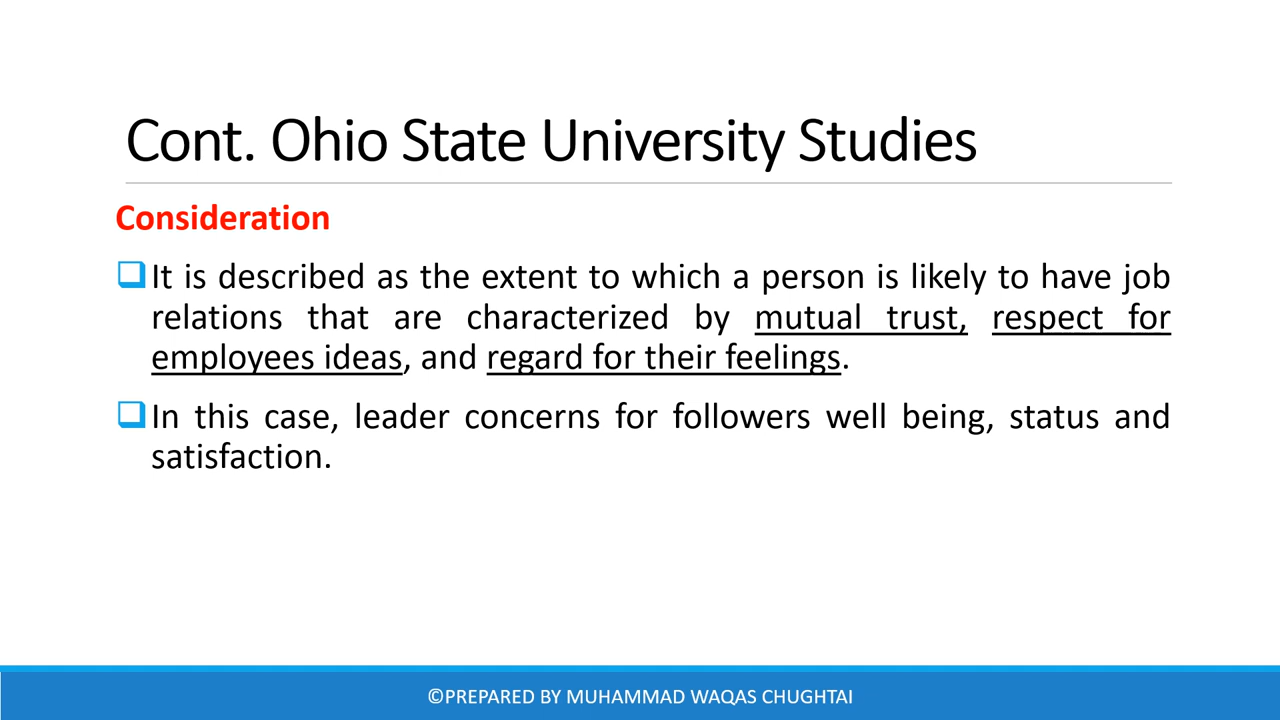 Cont. Ohio State University Studies
Consideration
It is described as the extent to which a person is likely to have job
relations that are characterized by mutual trust, respect for
employees ideas, and regard for their feelings.
In this case, leader concerns for followers well being, status and
satisfaction.
©PREPARED BY MUHAMMAD WAQAS CHUGHTAI